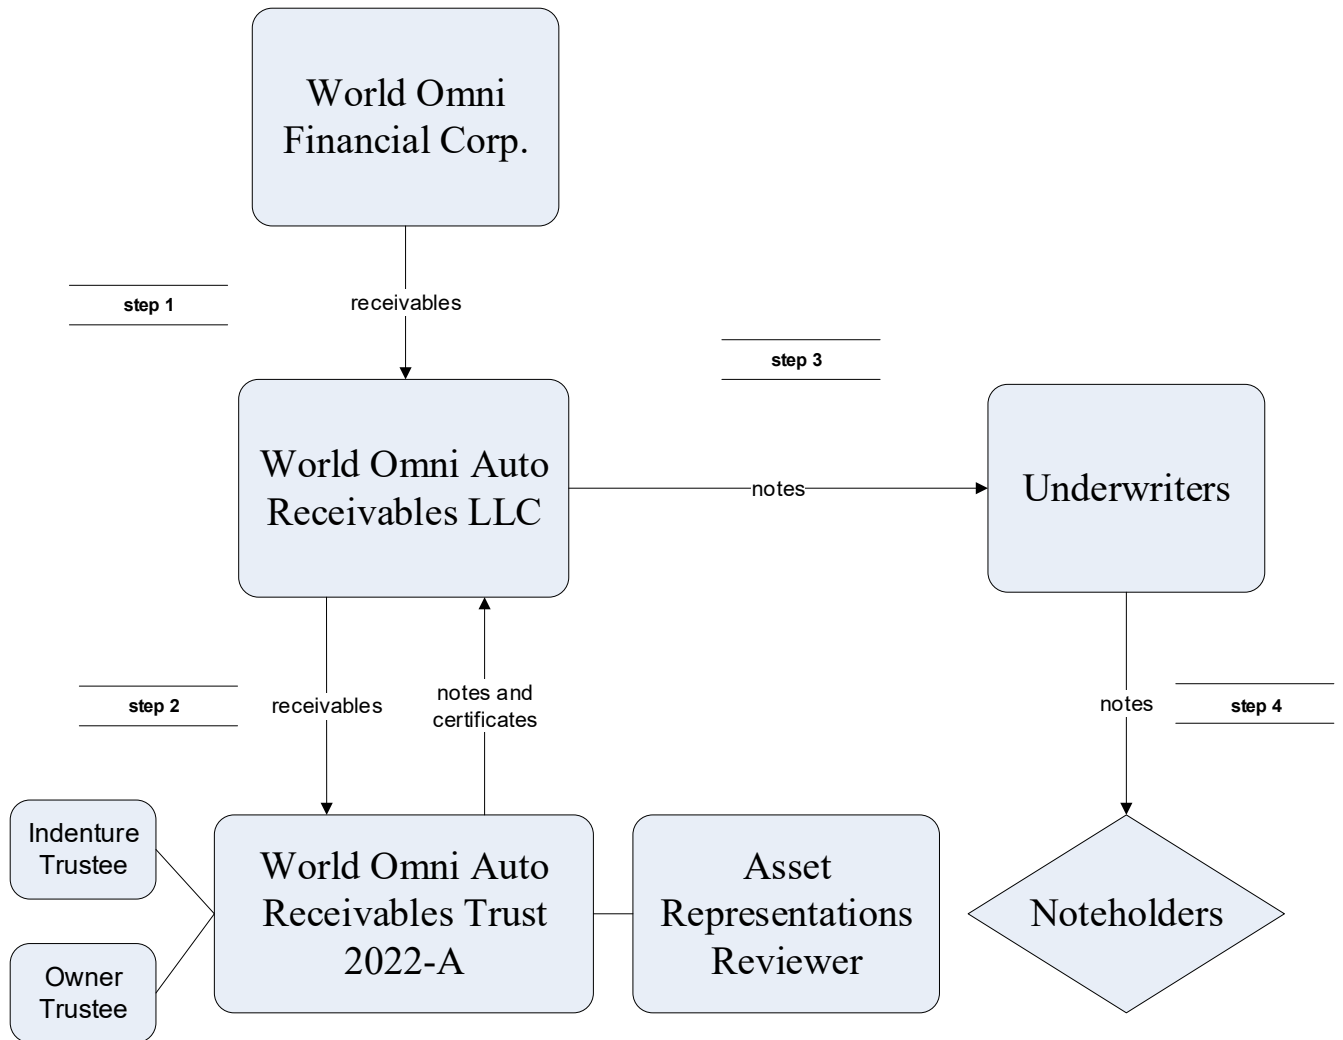 World Omni
Financial Corp.
step 1
receivables
step 3
World Omni Auto
Receivables LLC
notes
Underwriters
step 2
receivables
notes and
certificates
notes
step 4
Indenture
Trustee
Owner
Trustee
World Omni Auto
Receivables Trust
2022-A
Asset
Representations
Reviewer
Noteholders